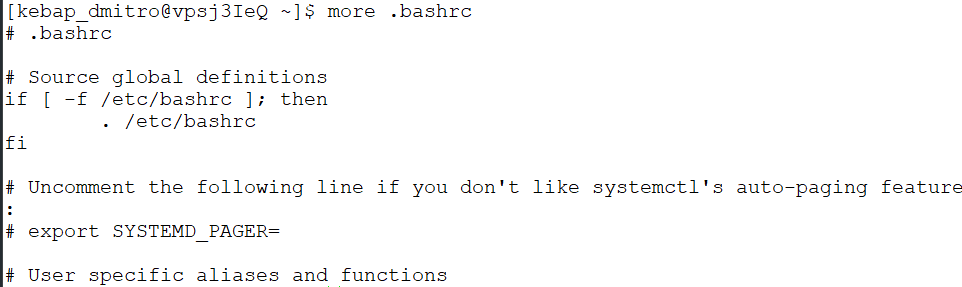 [kebap_dmitro@vpsj3IeQ ~]$ more .bashrc
# .bashrc
# Source global definitions
if [ -f /etc/bashrc ]; then
        . /etc/bashrc
fi
# Uncomment the following line if you don't like systemctl's auto-paging feature
:
# export SYSTEMD_PAGER=
# User specific aliases and functions